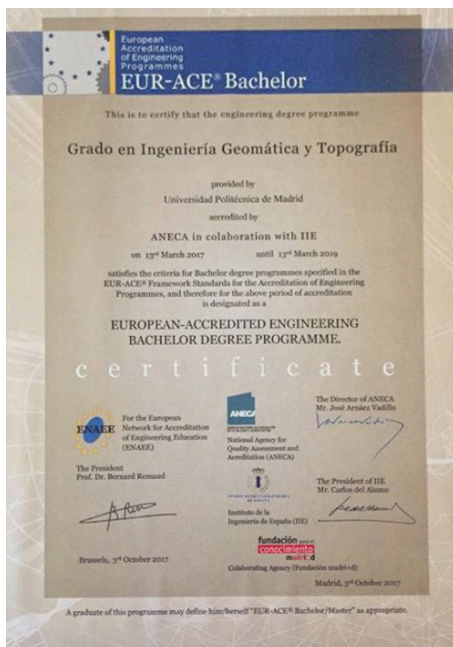 European
Accreditation
of Engineering
Programmes
EUR-ACE® Bachelor
This is to certify that the engineering degree programme
Grado en Ingeniería Geomática y Topografía
provided by
Universidad Politécnica de Madrid
accredited by
ANECA in colaboration with IIE
on 13rd March 2017 until 13rd March 2019
satisfies the criteria for Bachelor degree programmes specified in the
EUR-ACE® Framework Standards for the Accreditation of Engineering
Programmes, and therefore for the above period of accreditation
is designated as a
EUROPEAN-ACCREDITED ENGINEERING
BACHELOR DEGREE PROGRAMME.
certificate
ENAEE
For the European
Network for Accreditation
of Engineering Education
(ENAEE)
The President
Prof. Dr. Bernard Remaud
Brussels, 3rd October 2017
ANECA
National Agency for
Quality Assessment and
Acreditation (ANECA)
Instituto de la
Ingeniería de España (IIE)
fundación para el
conocimiento
madri+d
Colaborating Agency (Fundación madri+d)
The Director of ANECA
Mr. José Arnáez Vadillo
The President of IIE
Mr. Carlos del Alamo
Madrid, 3rd October 2017
A graduate of this programme may define him/herself "EUR-ACE® Bachelor/Master" as appropriate.